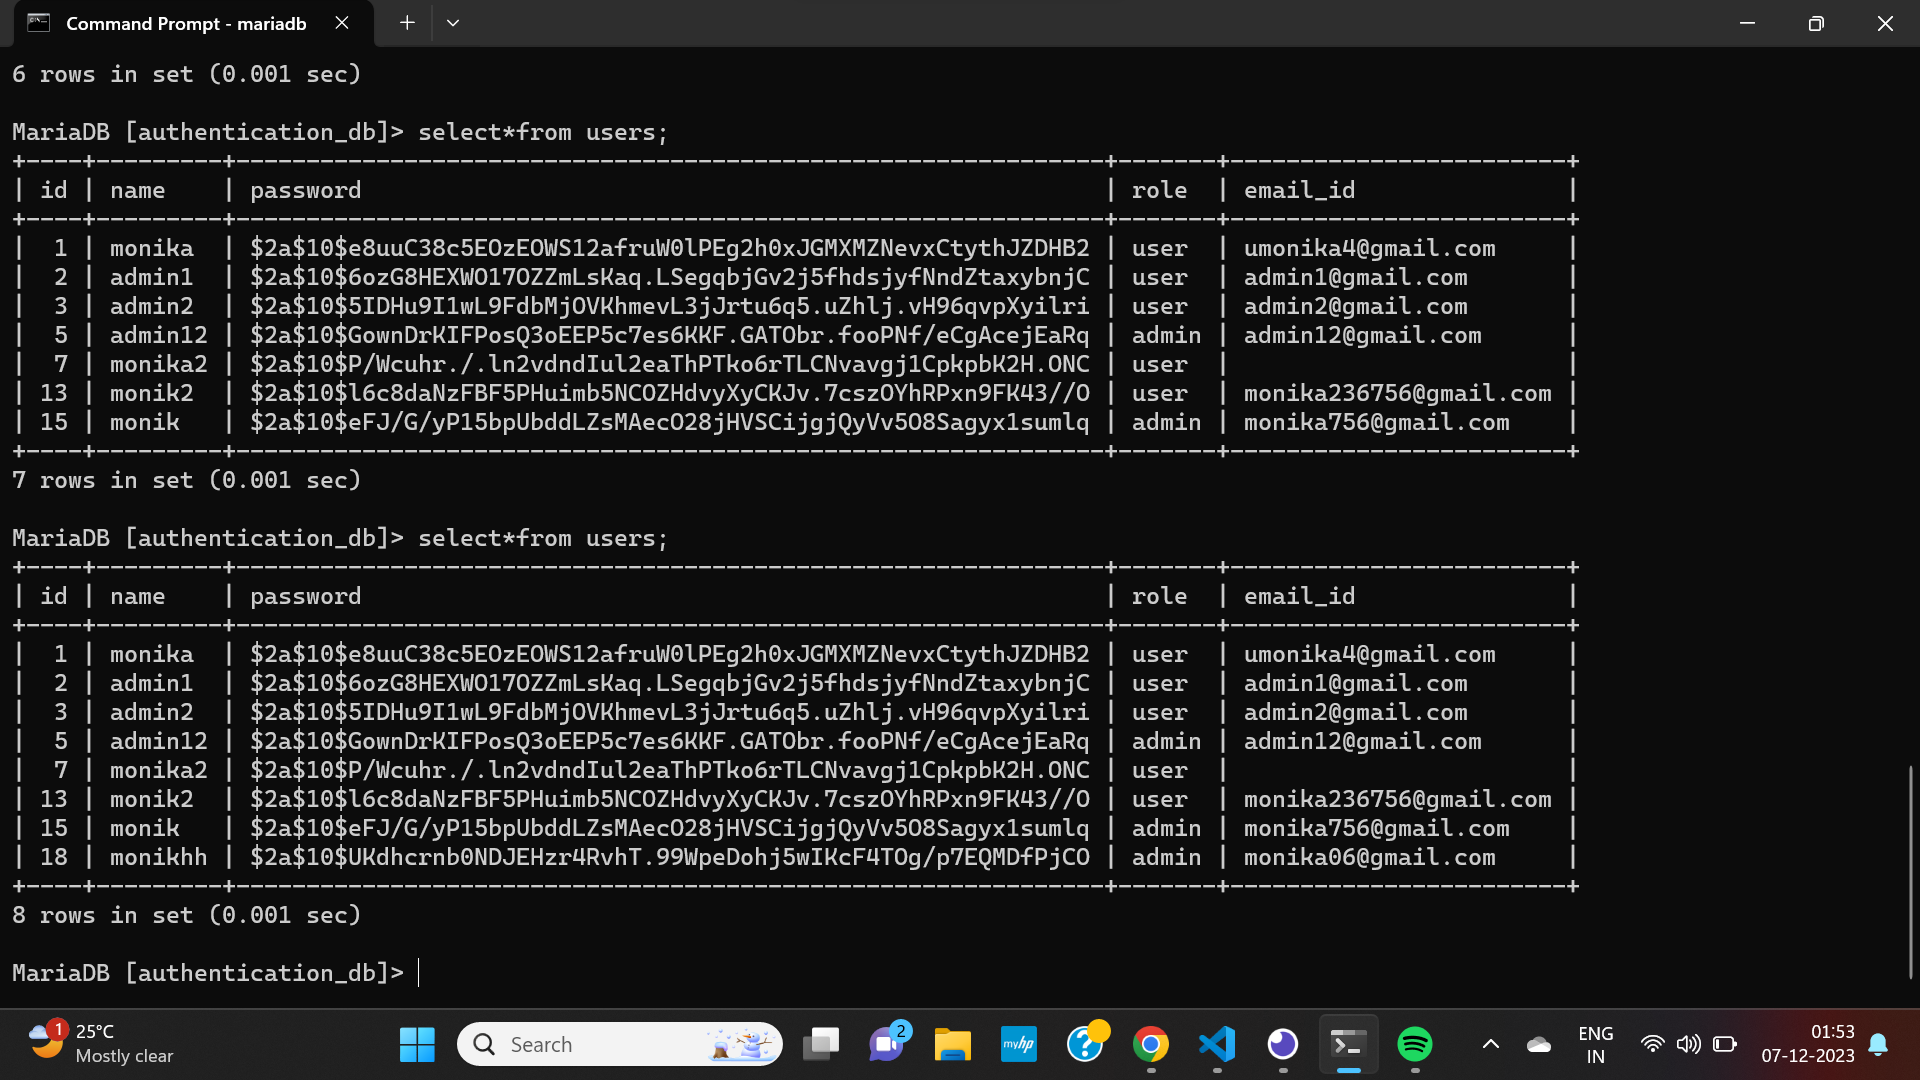 Command Prompt - mariadb
6 rows in set (0.001 sec)
MariaDB [authentication_db]> select*from users;
+----+---------+--------------------------------------------------------------+-------+------------------------+
| id | name    | password                                                     | role  | email_id               |
+----+---------+--------------------------------------------------------------+-------+------------------------+
|  1 | monika  | $2a$10$e8uuC38c5EOzEOWS12afruW0lPEg2h0xJGMXMZNevxCtythJZDHB2 | user  | umonika4@gmail.com     |
|  2 | admin1  | $2a$10$6ozG8HEXWO17OZZmLsKaq.LSegqbjGv2j5fhdsjyfNndZtaxybnjC | user  | admin1@gmail.com       |
|  3 | admin2  | $2a$10$5IDHu9I1wL9FdbMjOVKhmevL3jJrtu6q5.uZhlj.vH96qvpXyilri | user  | admin2@gmail.com       |
|  5 | admin12 | $2a$10$GownDrKIFPosQ3oEEP5c7es6KKF.GATObr.fooPNf/eCgAcejEaRq | admin | admin12@gmail.com      |
|  7 | monika2 | $2a$10$P/Wcuhr./.ln2vdndIul2eaThPTko6rTLCNvavgj1CpkpbK2H.ONC | user  |                        |
| 13 | monik2  | $2a$10$l6c8daNzFBF5PHuimb5NCOZHdvyXyCKJv.7cszOYhRPxn9FK43//O | user  | monika236756@gmail.com |
| 15 | monik   | $2a$10$eFJ/G/yP15bpUbddLZsMAecO28jHVSCijgjQyVv5O8Sagyx1sumlq | admin | monika756@gmail.com    |
+----+---------+--------------------------------------------------------------+-------+------------------------+
7 rows in set (0.001 sec)
MariaDB [authentication_db]> select*from users;
+----+---------+--------------------------------------------------------------+-------+------------------------+
| id | name    | password                                                     | role  | email_id               |
+----+---------+--------------------------------------------------------------+-------+------------------------+
|  1 | monika  | $2a$10$e8uuC38c5EOzEOWS12afruW0lPEg2h0xJGMXMZNevxCtythJZDHB2 | user  | umonika4@gmail.com     |
|  2 | admin1  | $2a$10$6ozG8HEXWO17OZZmLsKaq.LSegqbjGv2j5fhdsjyfNndZtaxybnjC | user  | admin1@gmail.com       |
|  3 | admin2  | $2a$10$5IDHu9I1wL9FdbMjOVKhmevL3jJrtu6q5.uZhlj.vH96qvpXyilri | user  | admin2@gmail.com       |
|  5 | admin12 | $2a$10$GownDrKIFPosQ3oEEP5c7es6KKF.GATObr.fooPNf/eCgAcejEaRq | admin | admin12@gmail.com      |
|  7 | monika2 | $2a$10$P/Wcuhr./.ln2vdndIul2eaThPTko6rTLCNvavgj1CpkpbK2H.ONC | user  |                        |
| 13 | monik2  | $2a$10$l6c8daNzFBF5PHuimb5NCOZHdvyXyCKJv.7cszOYhRPxn9FK43//O | user  | monika236756@gmail.com |
| 15 | monik   | $2a$10$eFJ/G/yP15bpUbddLZsMAecO28jHVSCijgjQyVv5O8Sagyx1sumlq | admin | monika756@gmail.com    |
| 18 | monikhh | $2a$10$UKdhcrnb0NDJEHzr4RvhT.99WpeDohj5wIKcF4TOg/p7EQMDfPjCO | admin | monika06@gmail.com     |
+----+---------+--------------------------------------------------------------+-------+------------------------+
8 rows in set (0.001 sec)
MariaDB [authentication_db]>
1
25°C
Mostly clear
Search
2
myhp
?
ENG
IN
01:53
07-12-2023